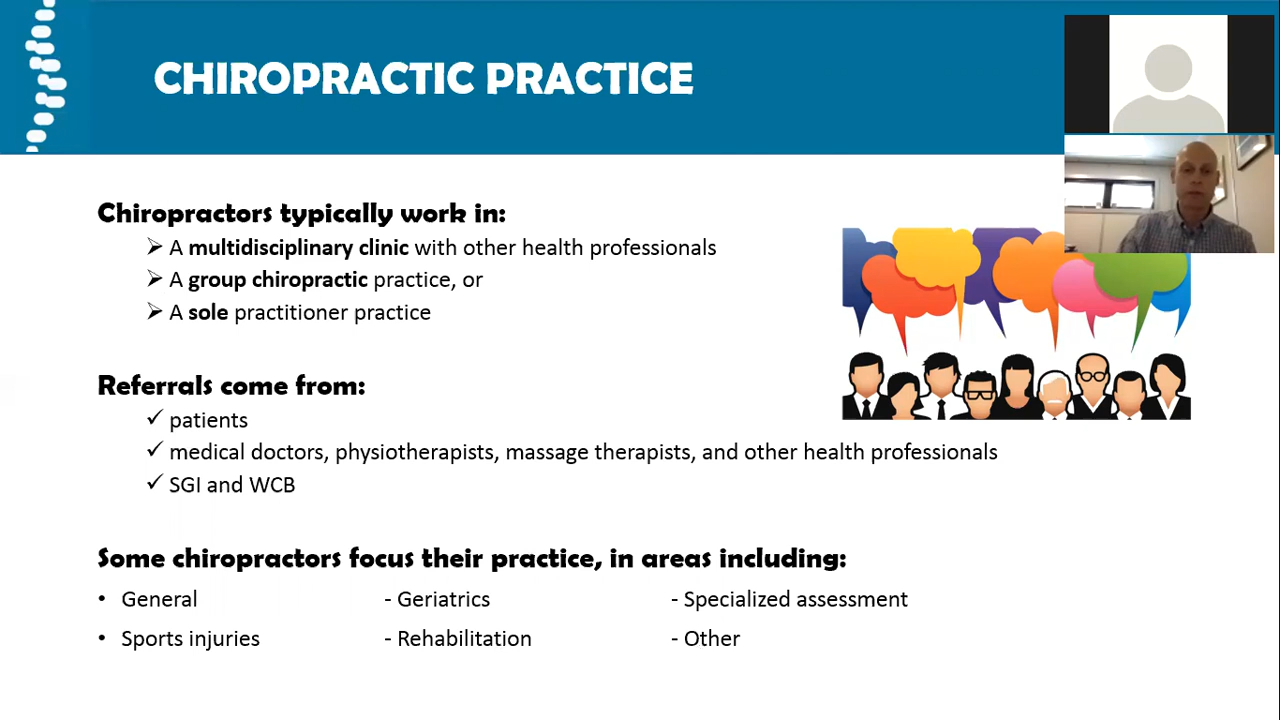 CHIROPRACTIC PRACTICE
Chiropractors typically work in:
➢ A multidisciplinary clinic with other health professionals
➢ A group chiropractic practice, or
➢ A sole practitioner practice
Referrals come from:
✓ patients
✓ medical doctors, physiotherapists, massage therapists, and other health professionals
✓ SGI and WCB
Some chiropractors focus their practice, in areas including:
• General - Geriatrics - Specialized assessment
• Sports injuries - Rehabilitation - Other